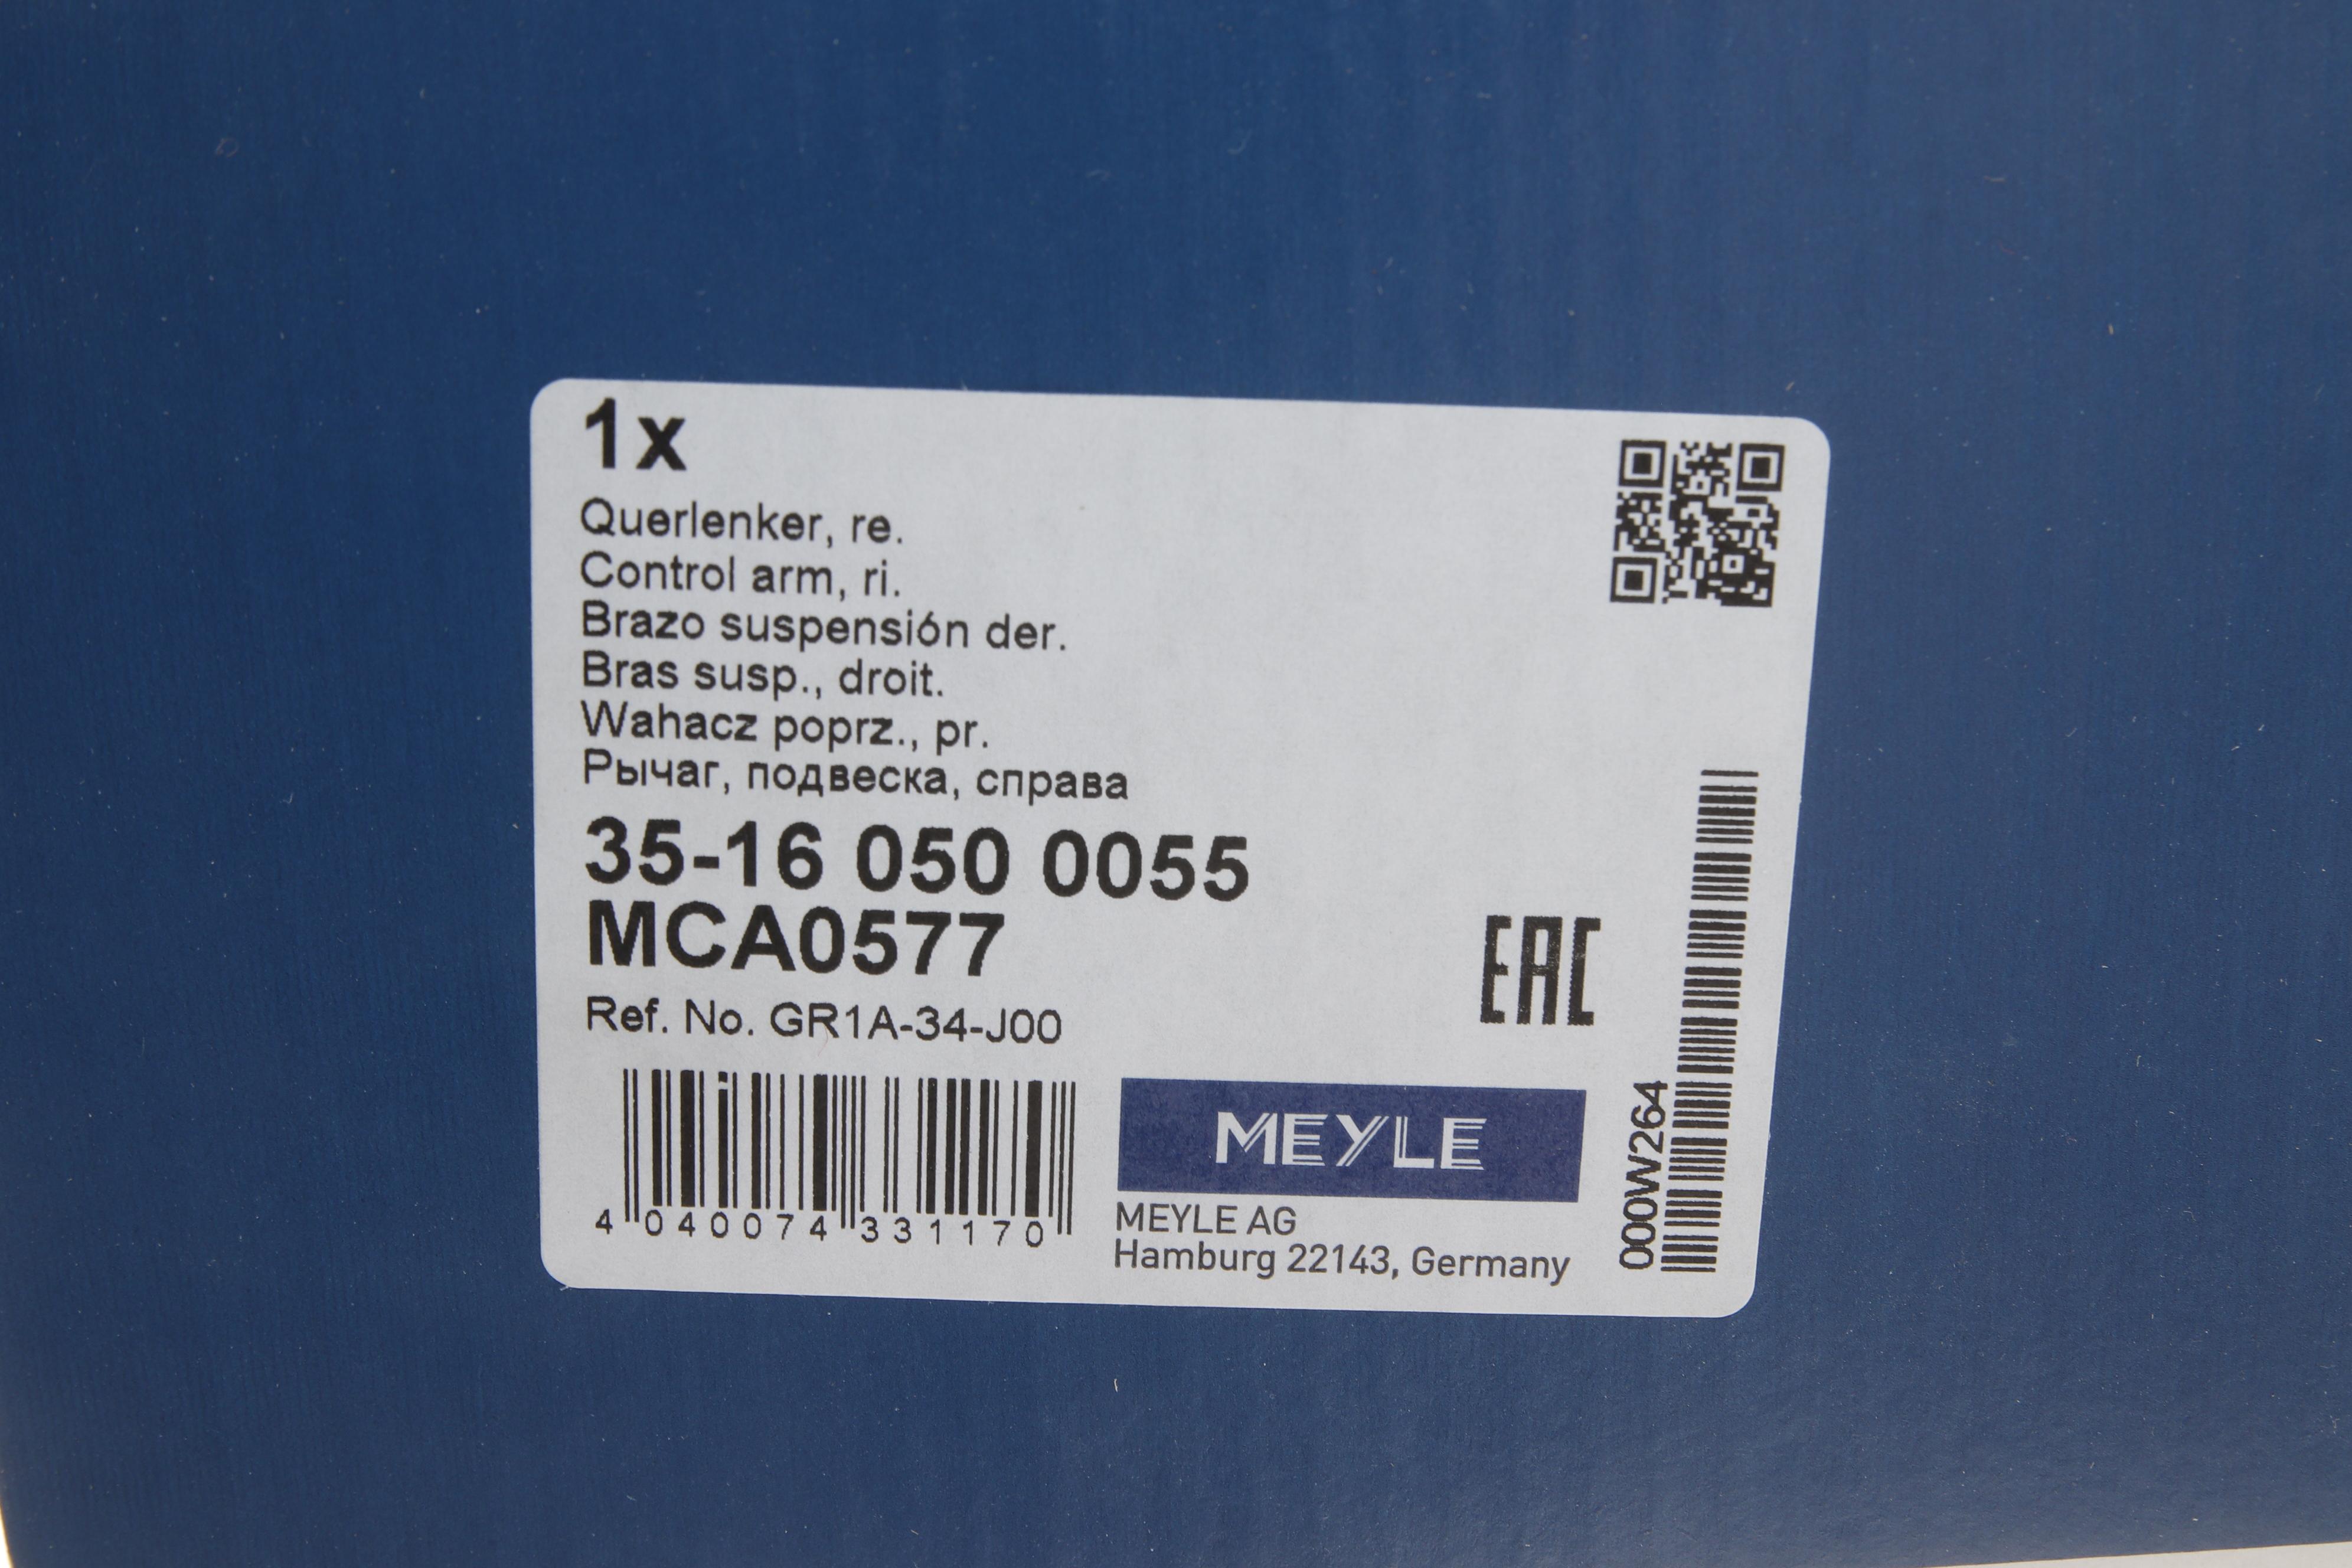 1x
Querlenker, re.
Control arm, ri.
Brazo suspensión der.
Bras susp., droit.
Wahacz poprz., pr.
Рычаг, подвеска, справа
35-16 050 0055
MCA0577
Ref. No. GR1A-34-J00
EAC
4 040074 331170
MEYLE
MEYLE AG
Hamburg 22143, Germany
000W264